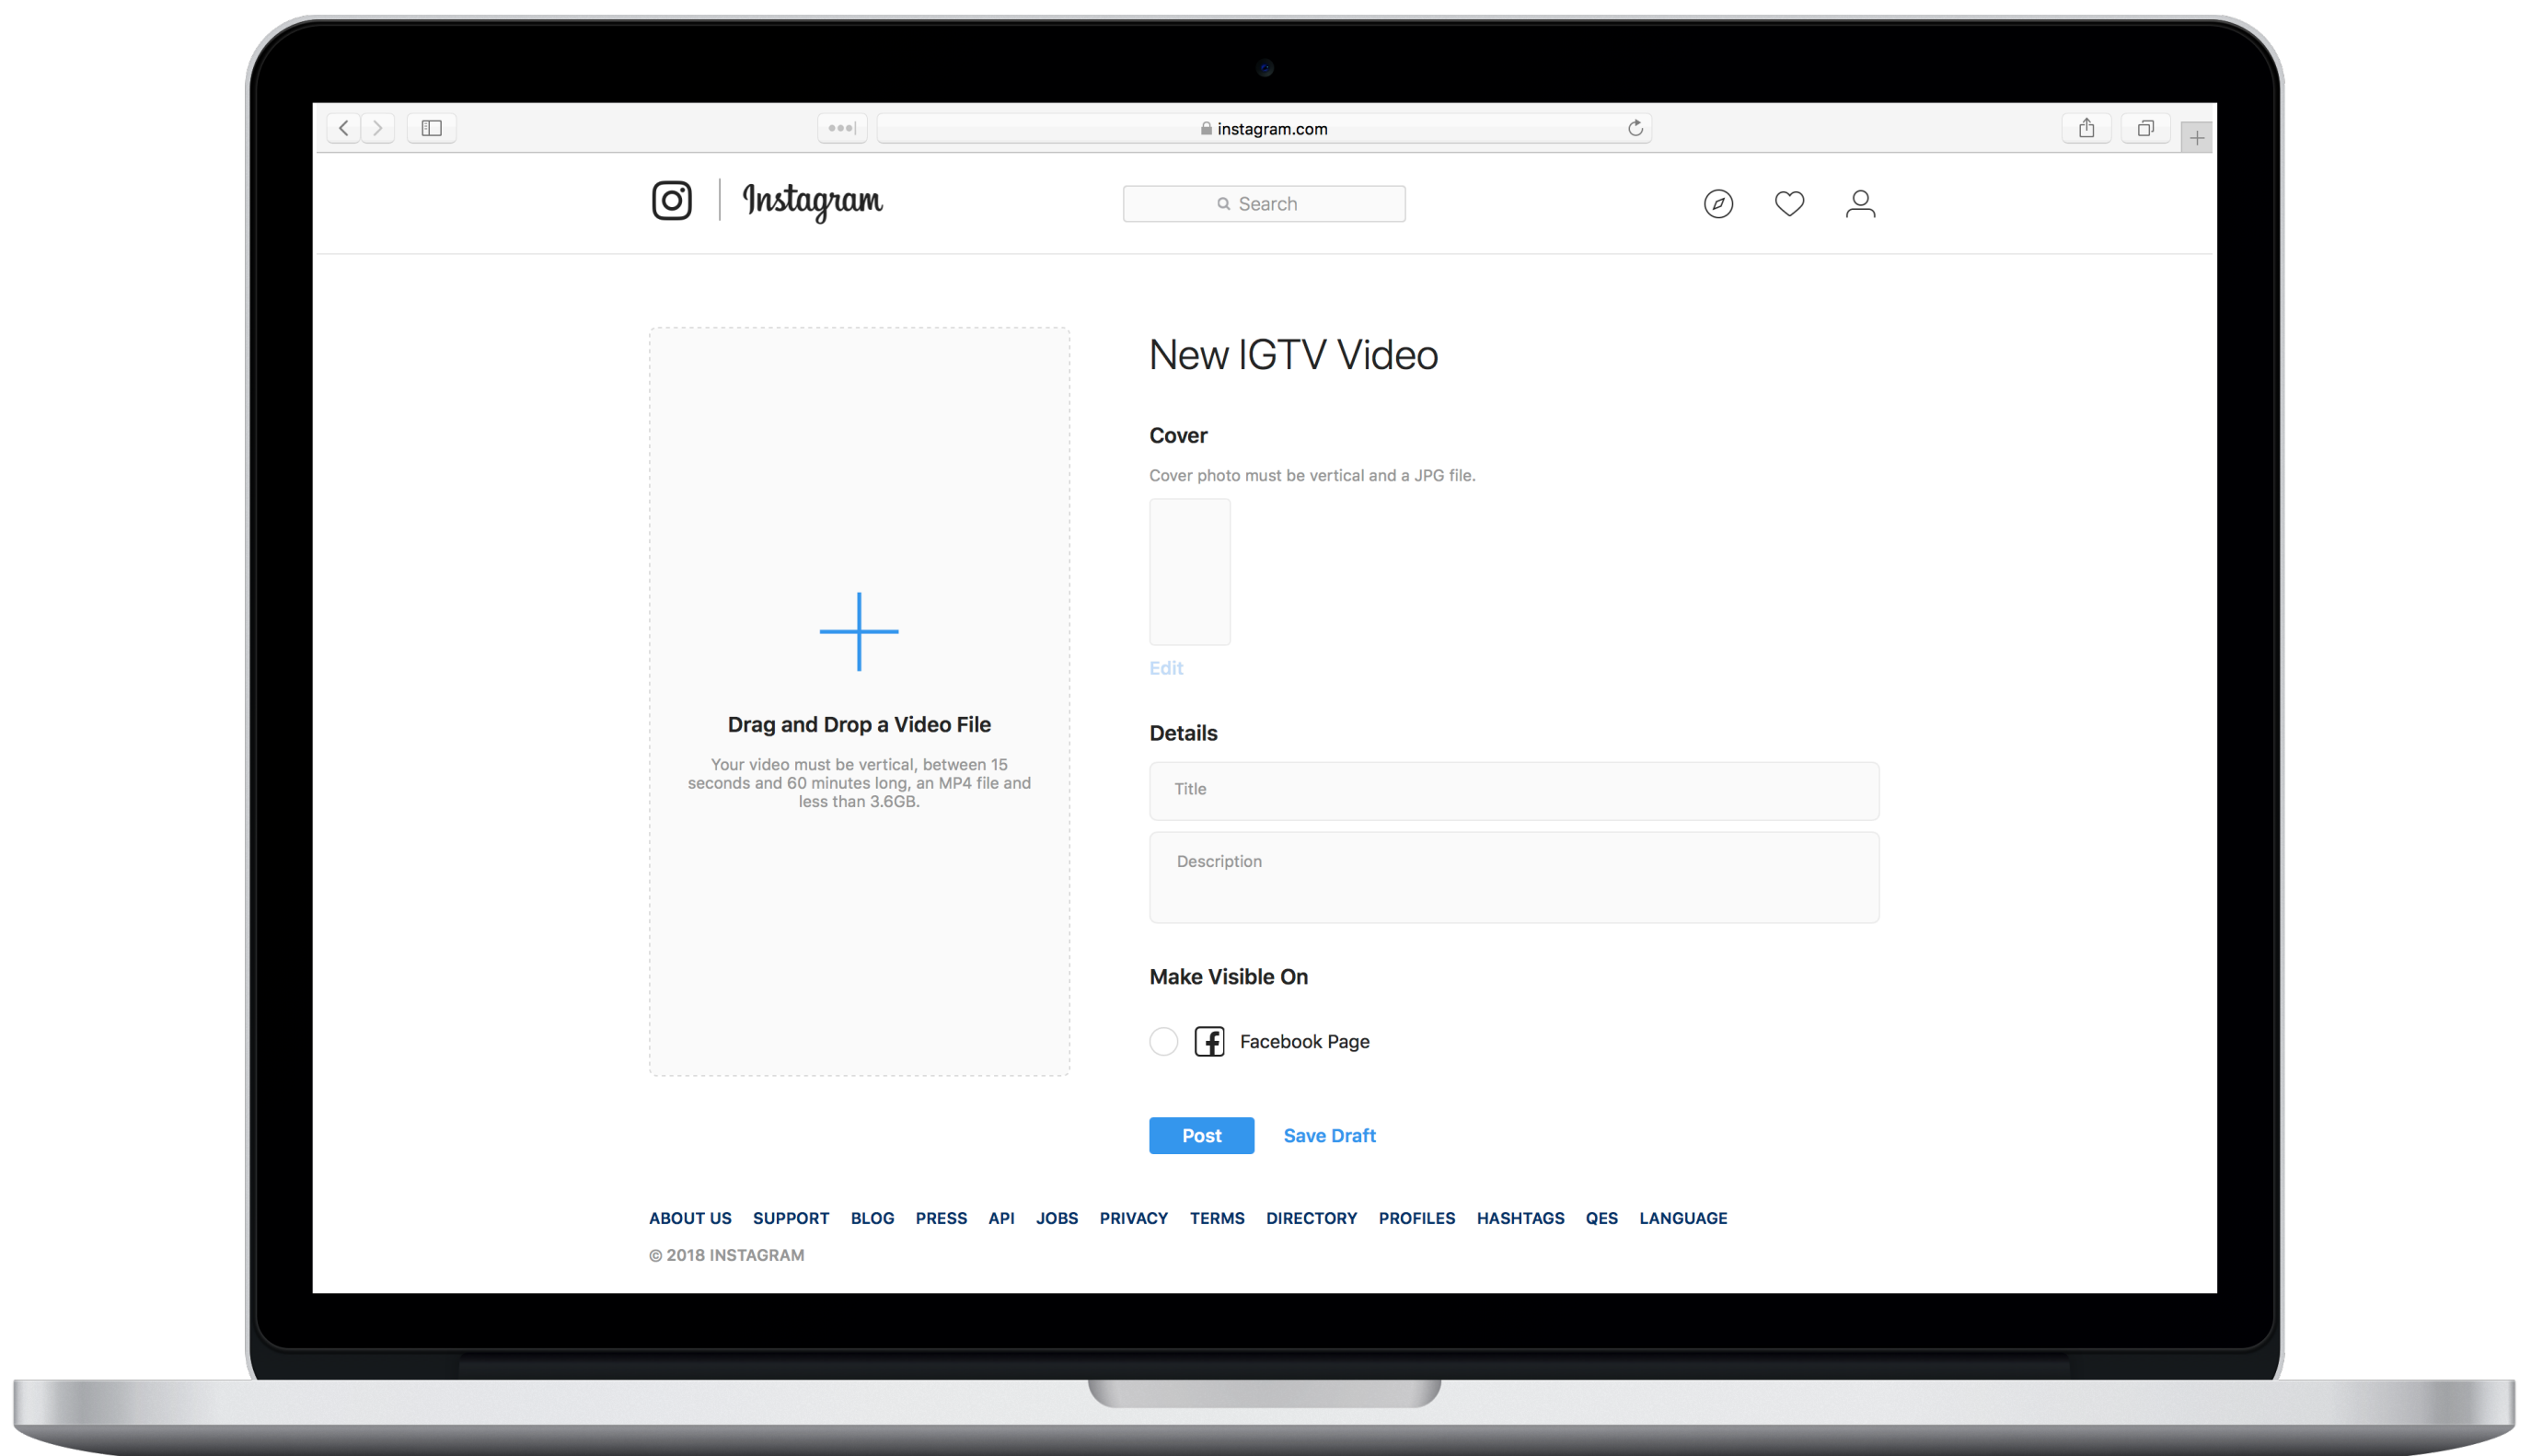 instagram.com
Instagram
Search
New IGTV Video
Cover
Cover photo must be vertical and a JPG file.
Edit
Drag and Drop a Video File
Your video must be vertical, between 15
seconds and 60 minutes long, an MP4 file and
less than 3.6GB.
Details
Title
Description
Make Visible On
Facebook Page
Post Save Draft
ABOUT US SUPPORT BLOG PRESS API JOBS PRIVACY TERMS DIRECTORY PROFILES HASHTAGS QES LANGUAGE
© 2018 INSTAGRAM